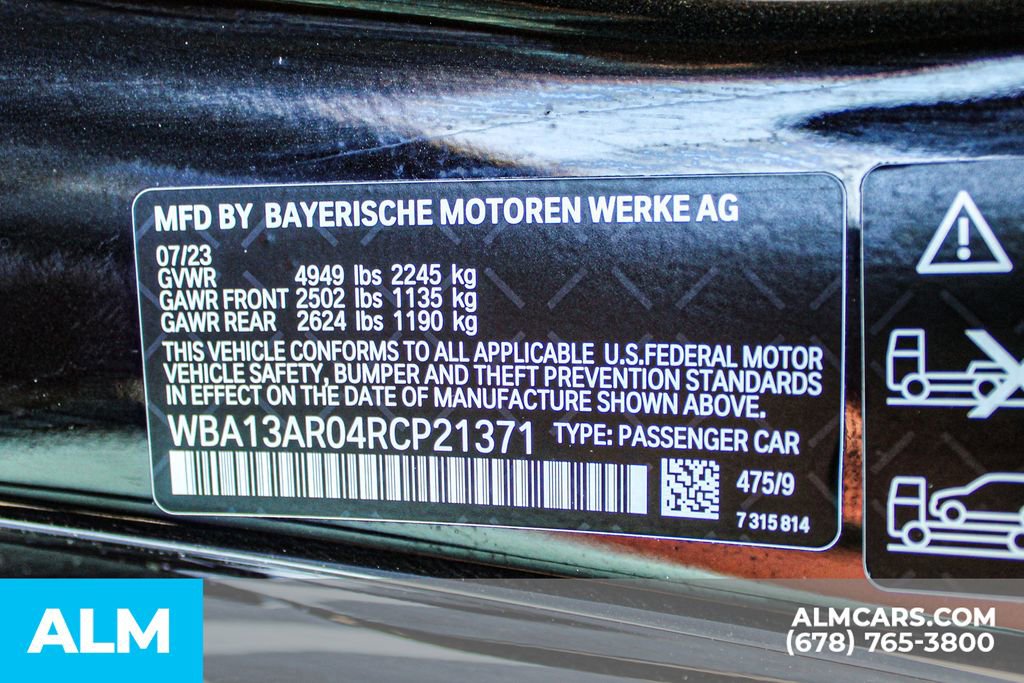 MFD BY BAYERISCHE MOTOREN WERKE AG
07/23
GVWR 4949 lbs 2245 kg
GAWR FRONT 2502 lbs 1135 kg
GAWR REAR 2624 lbs 1190 kg
THIS VEHICLE CONFORMS TO ALL APPLICABLE U.S.FEDERAL MOTOR
VEHICLE SAFETY, BUMPER AND THEFT PREVENTION STANDARDS
IN EFFECT ON THE DATE OF MANUFACTURE SHOWN ABOVE.
WBA13AR04RCP21371 TYPE: PASSENGER CAR
475/9
7 315 814
ALM
ALMCARS.COM
(678) 765-3800